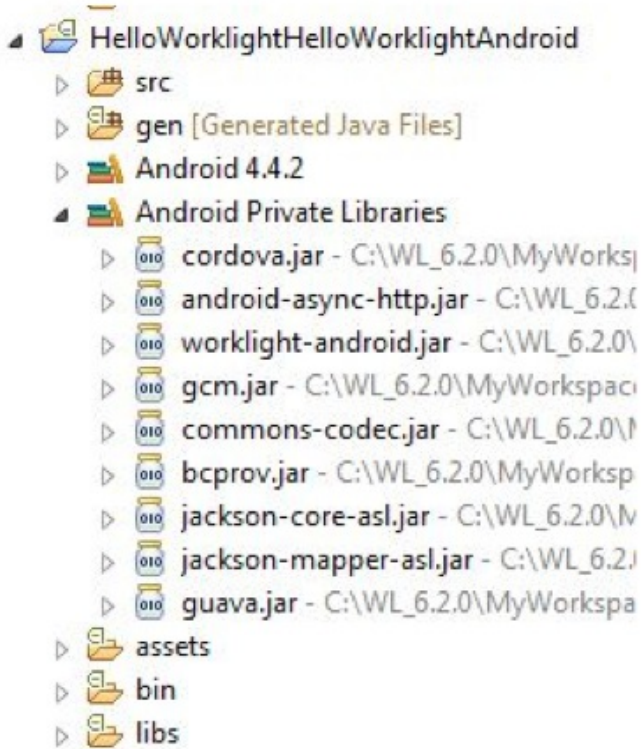 HelloWorklightHelloWorklightAndroid
src
gen [Generated Java Files]
Android 4.4.2
Android Private Libraries
cordova.jar - C:\WL_6.2.0\MyWorksp
android-async-http.jar - C:\WL_6.2.0
worklight-android.jar - C:\WL_6.2.0\
gcm.jar - C:\WL_6.2.0\MyWorkspac
commons-codec.jar - C:\WL_6.2.0\
bcprov.jar - C:\WL_6.2.0\MyWorksp
jackson-core-asl.jar - C:\WL_6.2.0\M
jackson-mapper-asl.jar - C:\WL_6.2.
guava.jar - C:\WL_6.2.0\MyWorkspa
assets
bin
libs